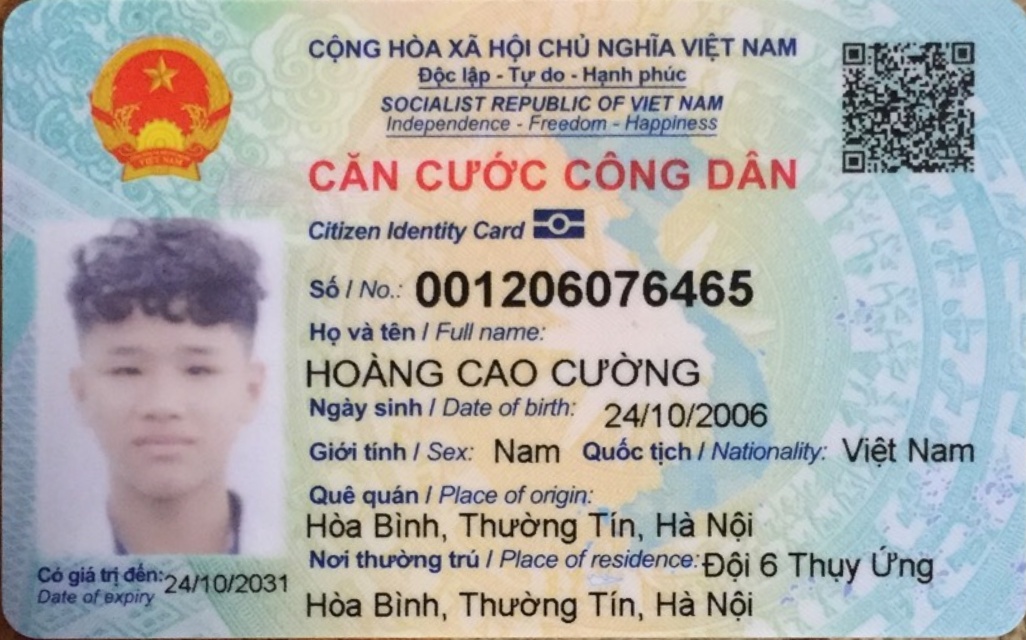 CỘNG HÒA XÃ HỘI CHỦ NGHĨA VIỆT NAM
Độc lập - Tự do - Hạnh phúc
SOCIALIST REPUBLIC OF VIET NAM
Independence - Freedom - Happiness
CĂN CƯỚC CÔNG DÂN
Citizen Identity Card
Số / No.: 001206076465
Họ và tên / Full name:
HOÀNG CAO CƯỜNG
Ngày sinh / Date of birth: 24/10/2006
Giới tính / Sex: Nam Quốc tịch / Nationality: Việt Nam
Quê quán / Place of origin:
Hòa Bình, Thường Tín, Hà Nội
Nơi thường trú / Place of residence: Đội 6 Thụy Ứng
Hòa Bình, Thường Tín, Hà Nội
Có giá trị đến: 24/10/2031
Date of expiry
VIỆT NAM